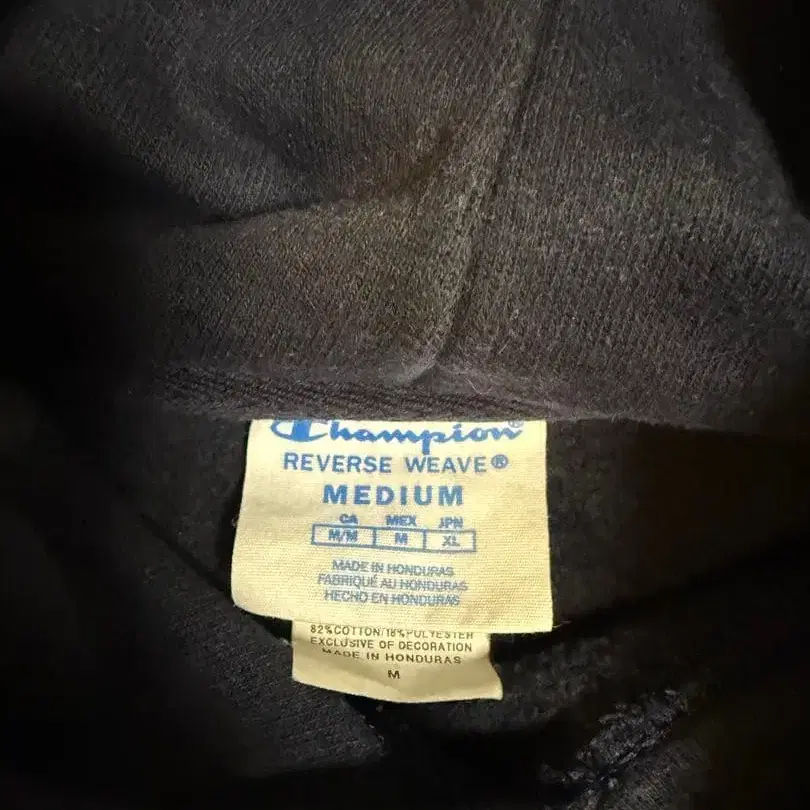 Champion®
REVERSE WEAVE®
MEDIUM
CA MEX JPN
M/M M XL
MADE IN HONDURAS
FABRIQUÉ AU HONDURAS
HECHO EN HONDURAS
82%COTTON/18%POLYESTER
EXCLUSIVE OF DECORATION
MADE IN HONDURAS
M